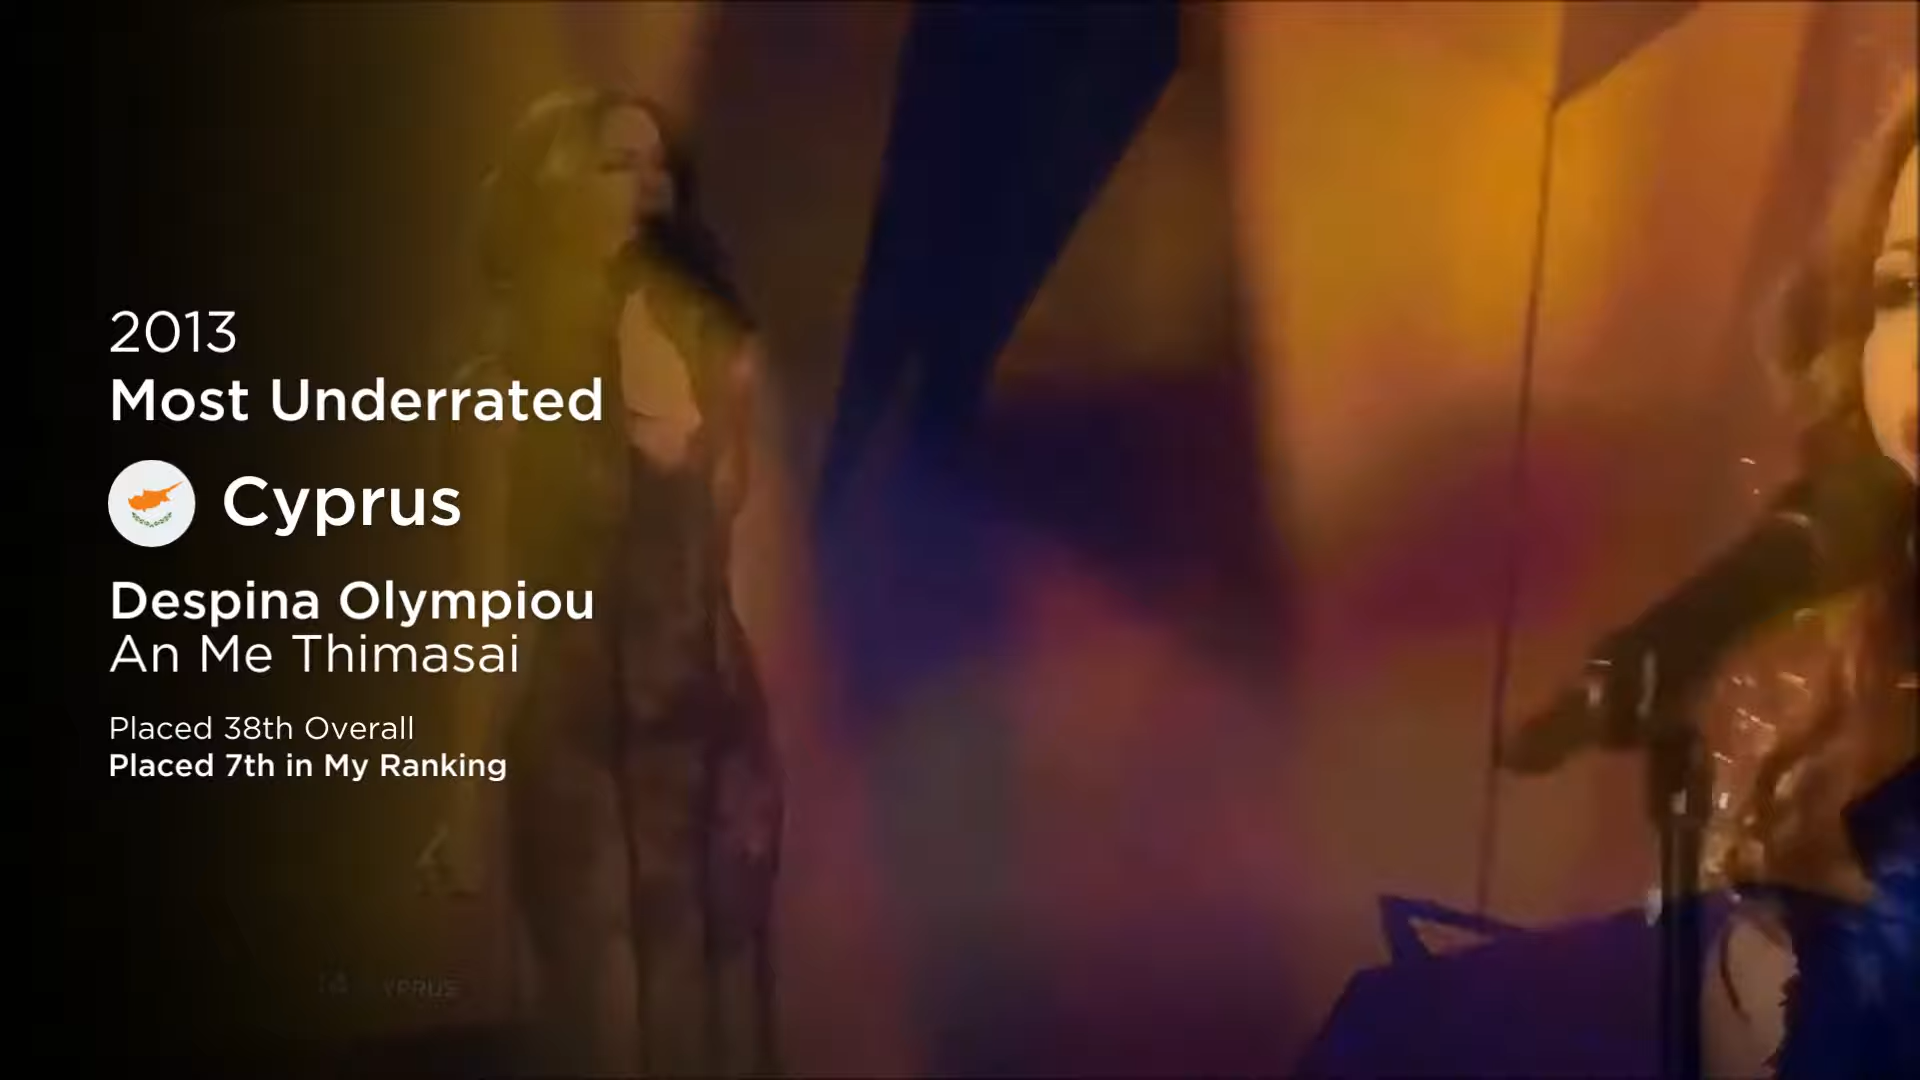 2013
Most Underrated
Cyprus
Despina Olympiou
An Me Thimasai
Placed 38th Overall
Placed 7th in My Ranking